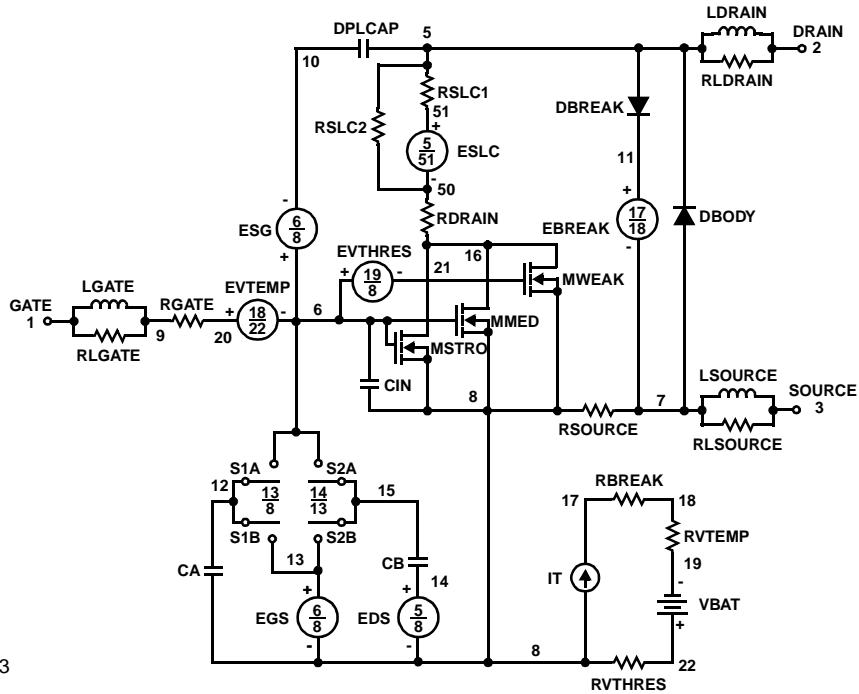 LDRAIN
DPLCAP 5 DRAIN
10 2
RLDRAIN
RSLC1
51
DBREAK
RSLC2 +
5
51
ESLC
11
-
50
- +
6
8
ESG
RDRAIN
17
18
DBODY
EBREAK
+ EVTHRES 16 -
+ 19
8 - 21
MWEAK
LGATE EVTEMP
GATE RGATE + 18
22 - 6
MMED
1 9 20
MSTRO
RLGATE
LSOURCE
CIN 8 7 SOURCE
3
RSOURCE
RLSOURCE
S1A S2A
12 13
8 14
13 15
RBREAK
17 18
S1B S2B
RVTEMP
13
CA CB 19
IT -
14
+ + VBAT
EGS 6
8 EDS 5
8 +
- - 8
22
RVTHRES
3